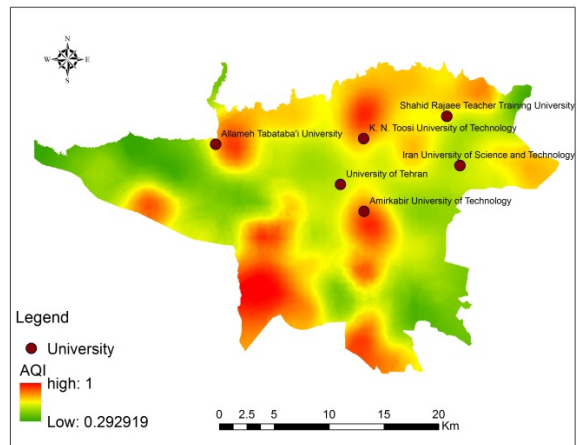 N
W E
S
Shahid Rajaee Teacher Training University
Allameh Tabataba'i University
K. N. Toosi University of Technology
Iran University of Science and Technology
University of Tehran
Amirkabir University of Technology
Legend
University
AQI
high: 1
Low: 0.292919
0 2.5 5 10 15 20
Km